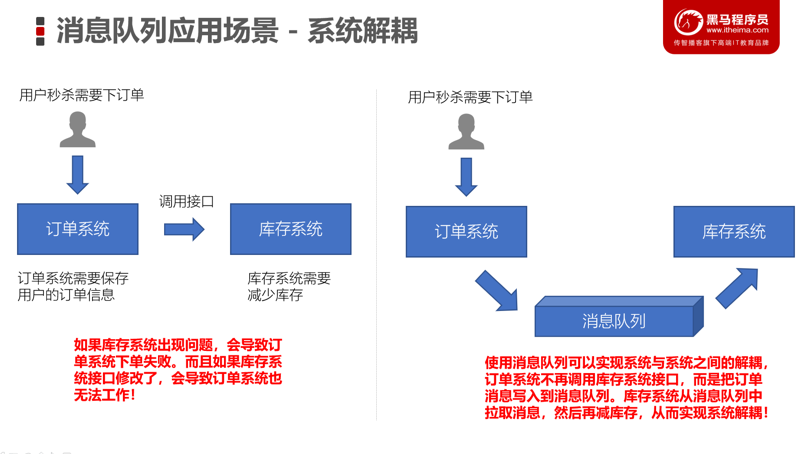 消息队列应用场景 - 系统解耦
黑马程序员
www.itheima.com
传智播客旗下高端IT教育品牌
用户秒杀需要下订单
调用接口
订单系统
库存系统
订单系统需要保存
用户的订单信息
库存系统需要
减少库存
如果库存系统出现问题，会导致订
单系统下单失败。而且如果库存系
统接口修改了，会导致订单系统也
无法工作！
用户秒杀需要下订单
订单系统
库存系统
消息队列
使用消息队列可以实现系统与系统之间的解耦，
订单系统不再调用库存系统接口，而是把订单
消息写入到消息队列。库存系统从消息队列中
拉取消息，然后再减库存，从而实现系统解耦！